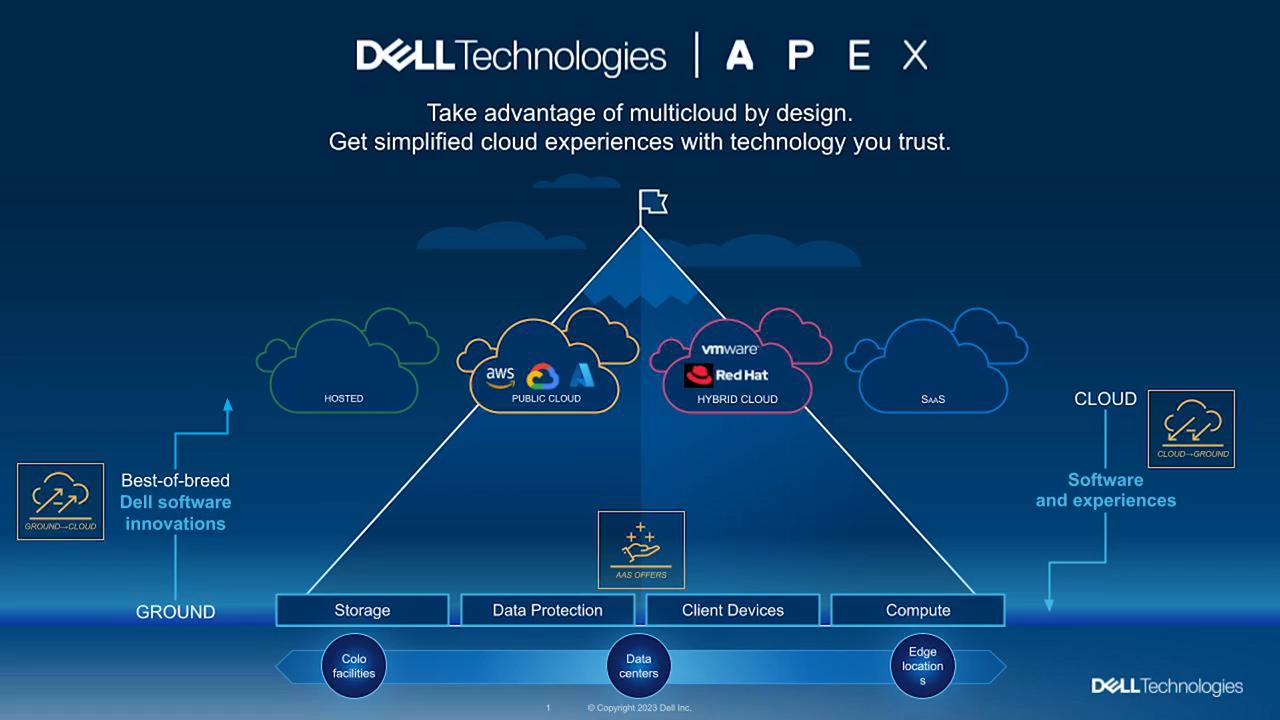 DELLTechnologies | A P E X
Take advantage of multicloud by design.
Get simplified cloud experiences with technology you trust.
HOSTED
aws
PUBLIC CLOUD
vmware
Red Hat
HYBRID CLOUD
SaaS
GROUND→CLOUD
Best-of-breed
Dell software
innovations
GROUND
CLOUD
CLOUD→GROUND
Software
and experiences
AAS OFFERS
Storage
Data Protection
Client Devices
Compute
Colo
facilities
Data
centers
Edge
location
s
DELLTechnologies
1
© Copyright 2023 Dell Inc.